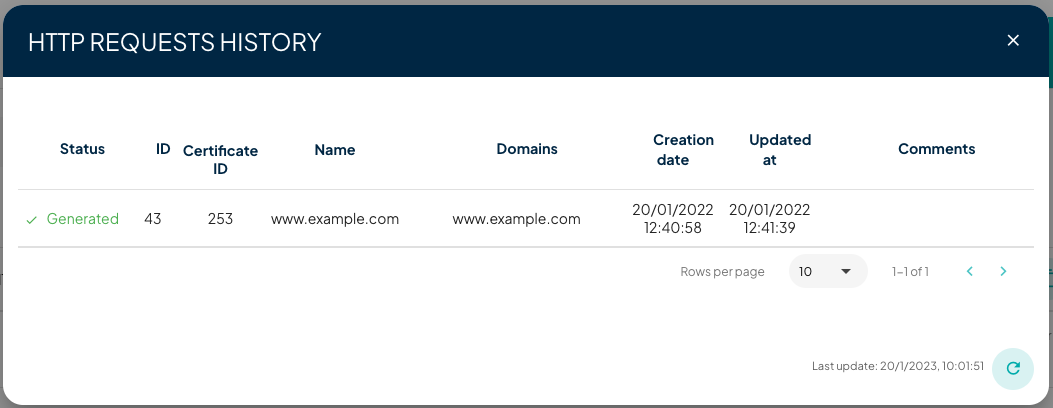 HTTP REQUESTS HISTORY
Status ID Certificate ID Name Domains Creation date Updated at Comments
Generated 43 253 www.example.com www.example.com 20/01/2022 12:40:58 20/01/2022 12:41:39
Rows per page 10 1–1 of 1
Last update: 20/1/2023, 10:01:51